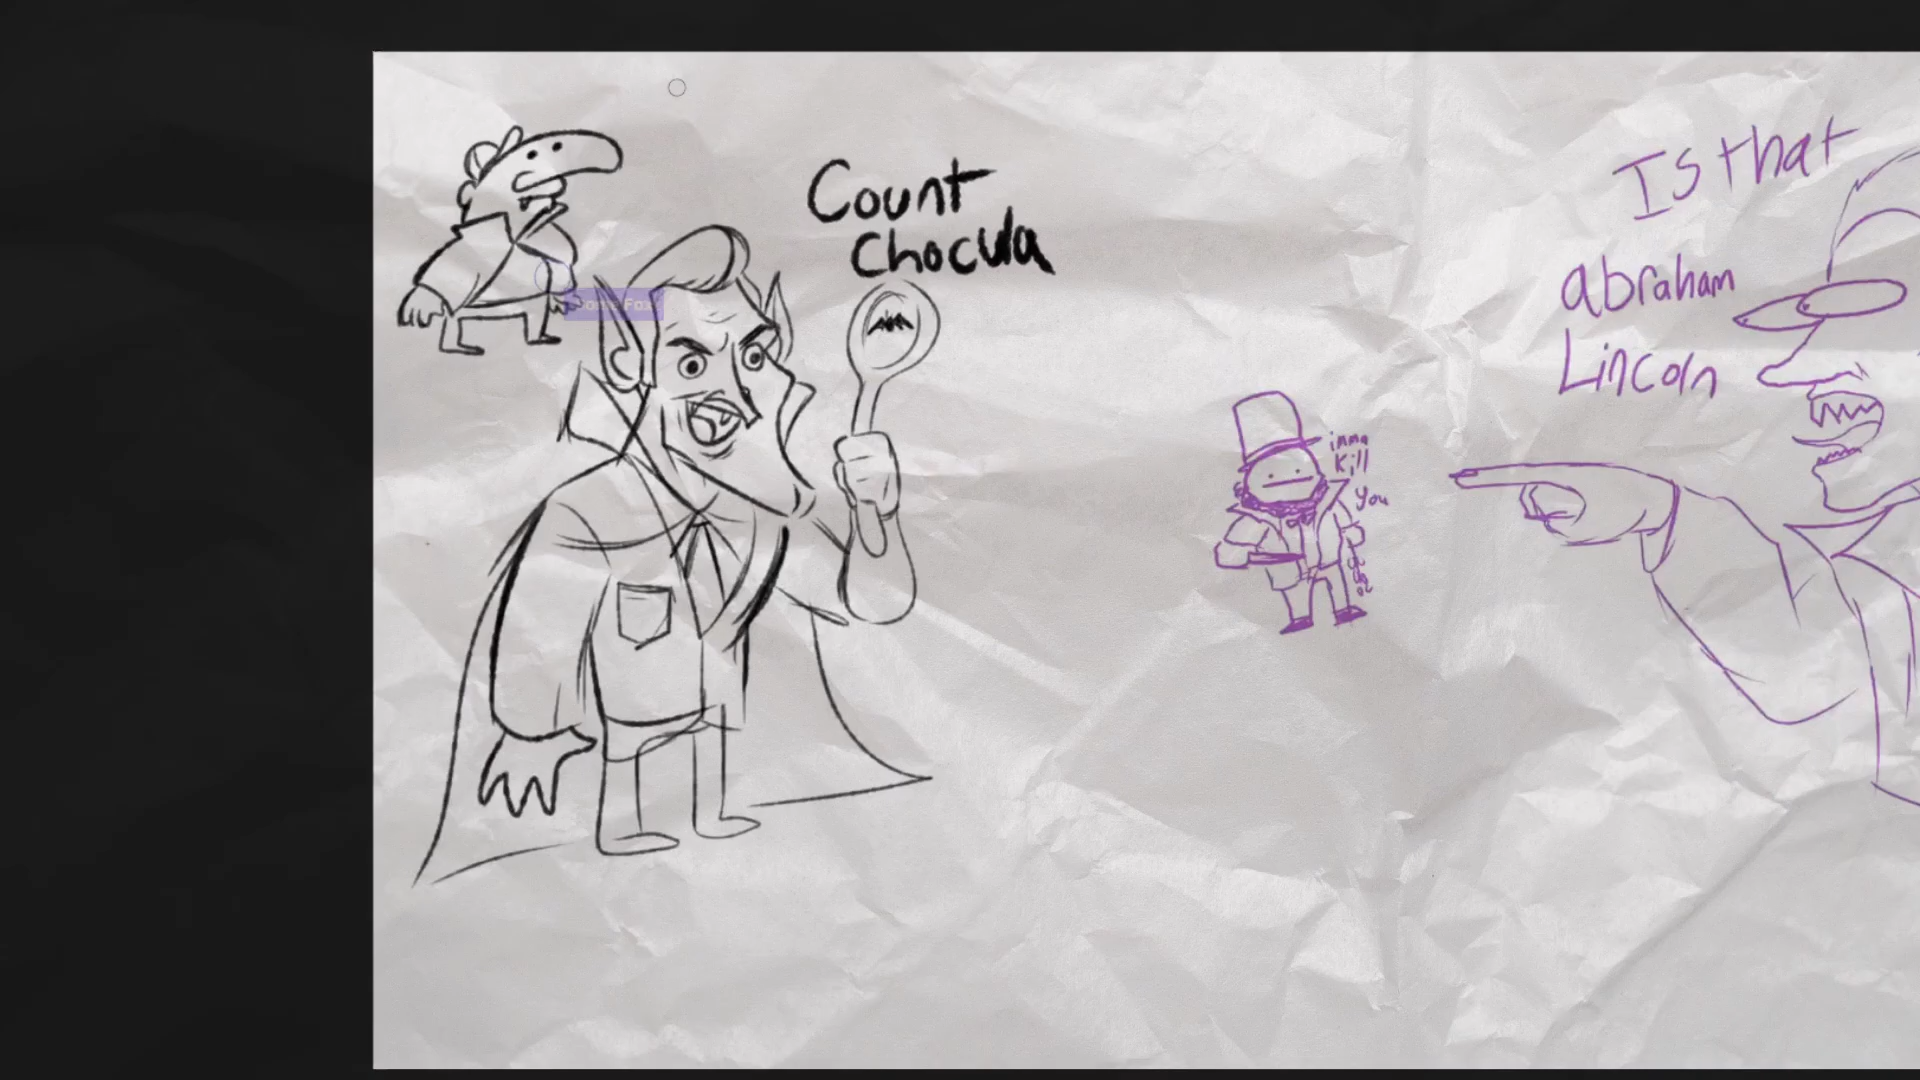 Count
Chocula
Is that
abraham
Lincoln
imma
Kill
You